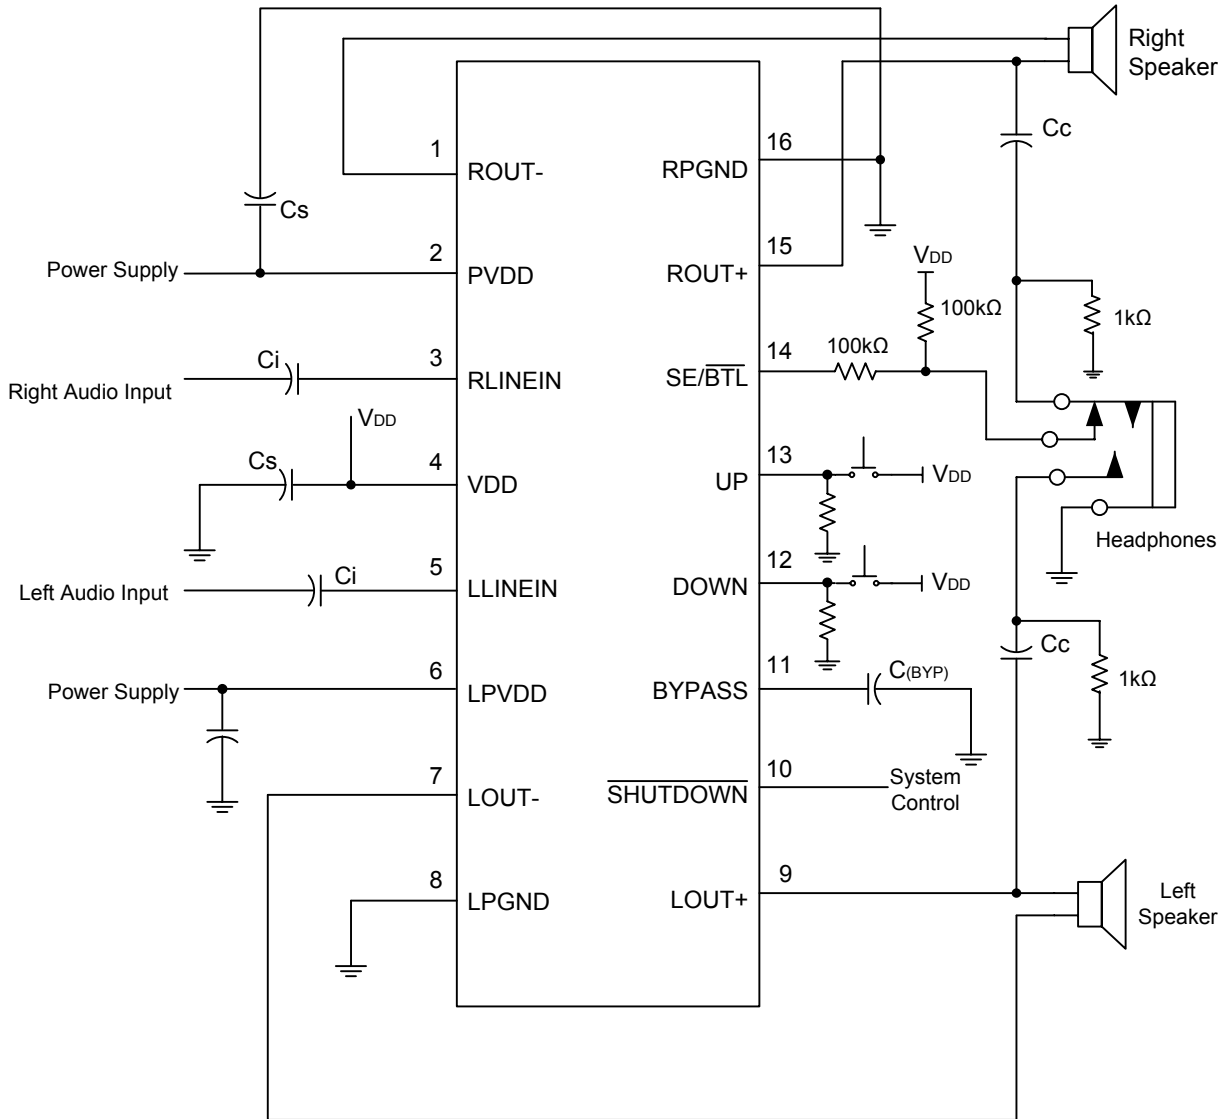 Right
Speaker
Cc
1 ROUT-
RPGND 16
Cs
Power Supply
2 PVDD
ROUT+ 15
VDD
100kΩ
1kΩ
Right Audio Input
Ci
3 RLINEIN
SE/BTL 14
100kΩ
VDD
Cs
4 VDD
UP 13
VDD
Headphones
Left Audio Input
Ci
5 LLINEIN
DOWN 12
VDD
Cc
1kΩ
Power Supply
6 LPVDD
BYPASS 11
C(BYP)
7 LOUT-
SHUTDOWN 10
System
Control
8 LPGND
LOUT+ 9
Left
Speaker